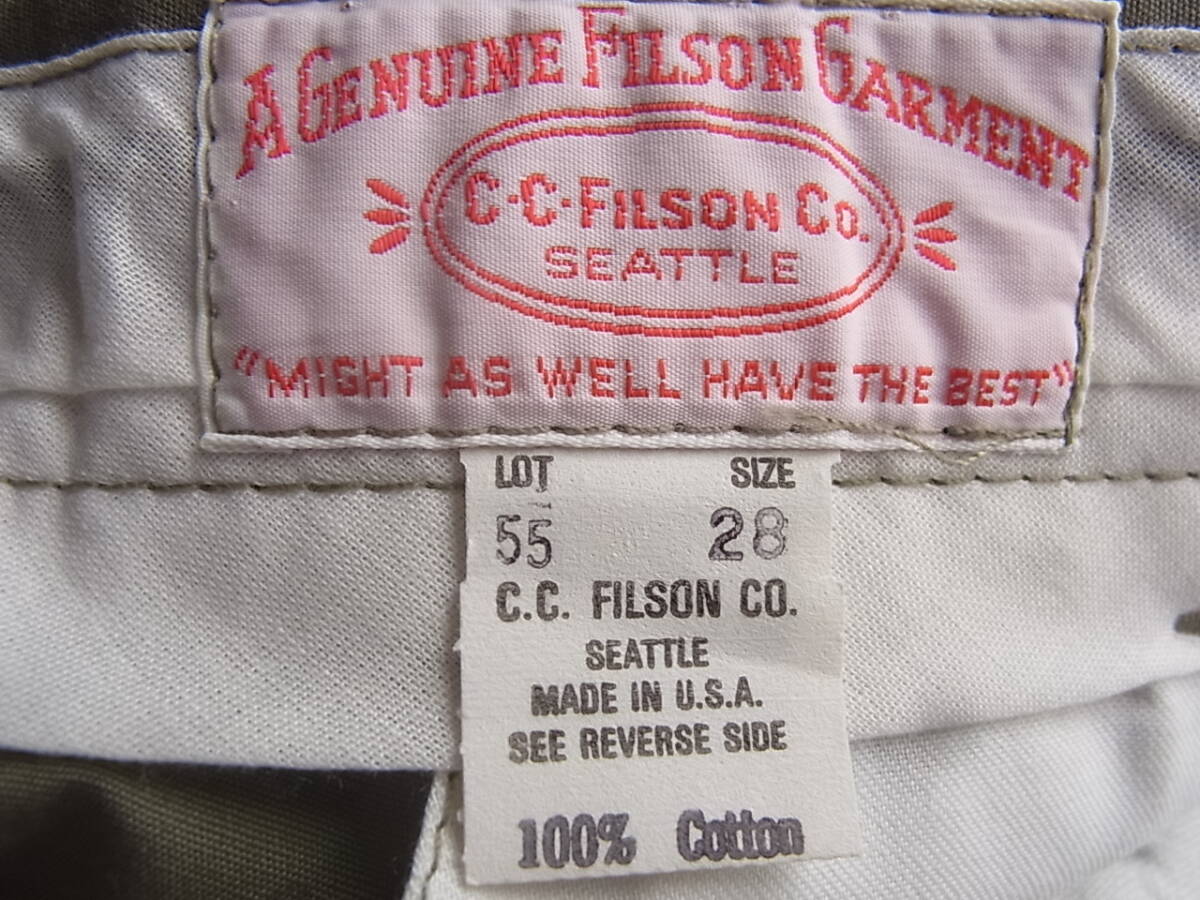 A GENUINE FILSON GARMENT
C·C·FILSON CO.
SEATTLE
"MIGHT AS WELL HAVE THE BEST"
LOT SIZE
55 28
C.C. FILSON CO.
SEATTLE
MADE IN U.S.A.
SEE REVERSE SIDE
100% Cotton